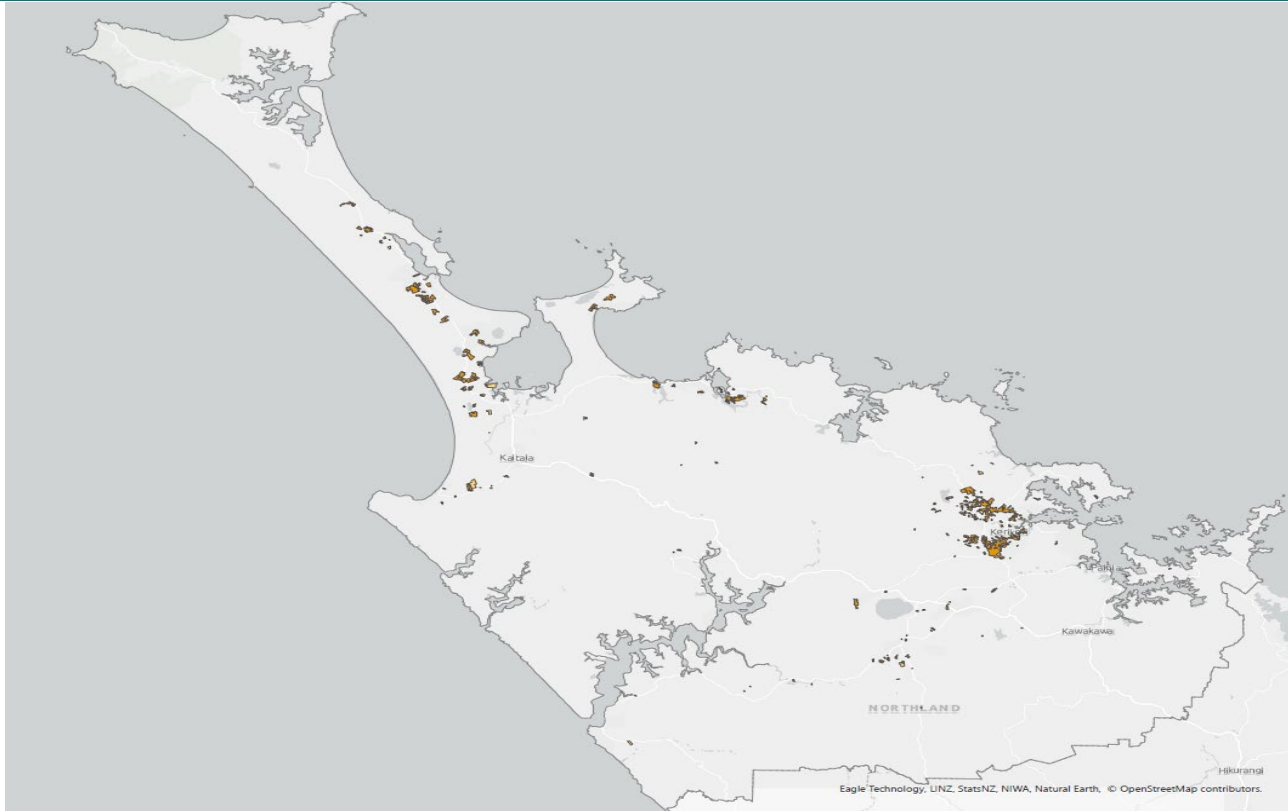 Kaitaia
Kerikeri
Paihia
Kawakawa
NORTHLAND
Hikurangi
Eagle Technology, LINZ, StatsNZ, NIWA, Natural Earth, © OpenStreetMap contributors.